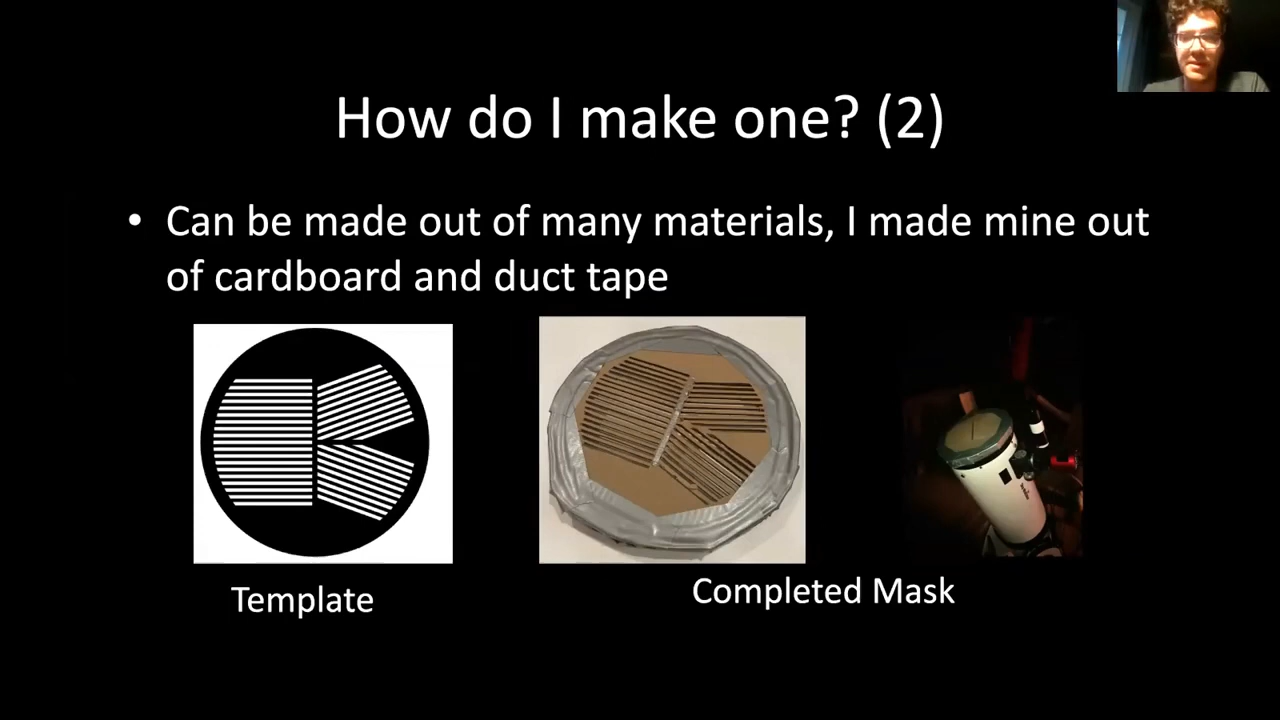 How do I make one? (2)
• Can be made out of many materials, I made mine out
of cardboard and duct tape
Template
Completed Mask